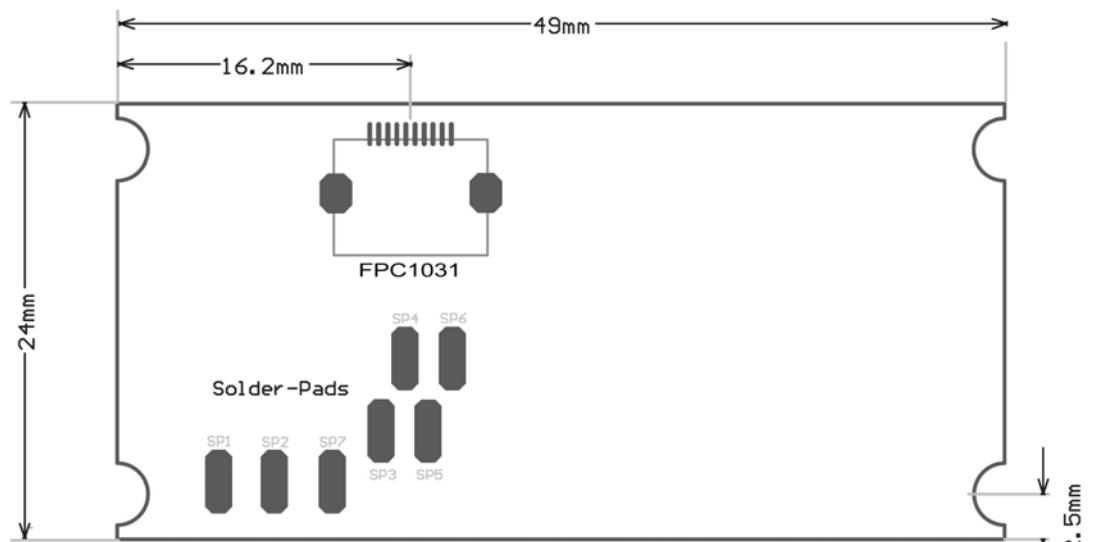 49mm
16.2mm
FPC1031
24mm
SP4 SP6
Solder-Pads
SP1 SP2 SP7
SP3 SP5